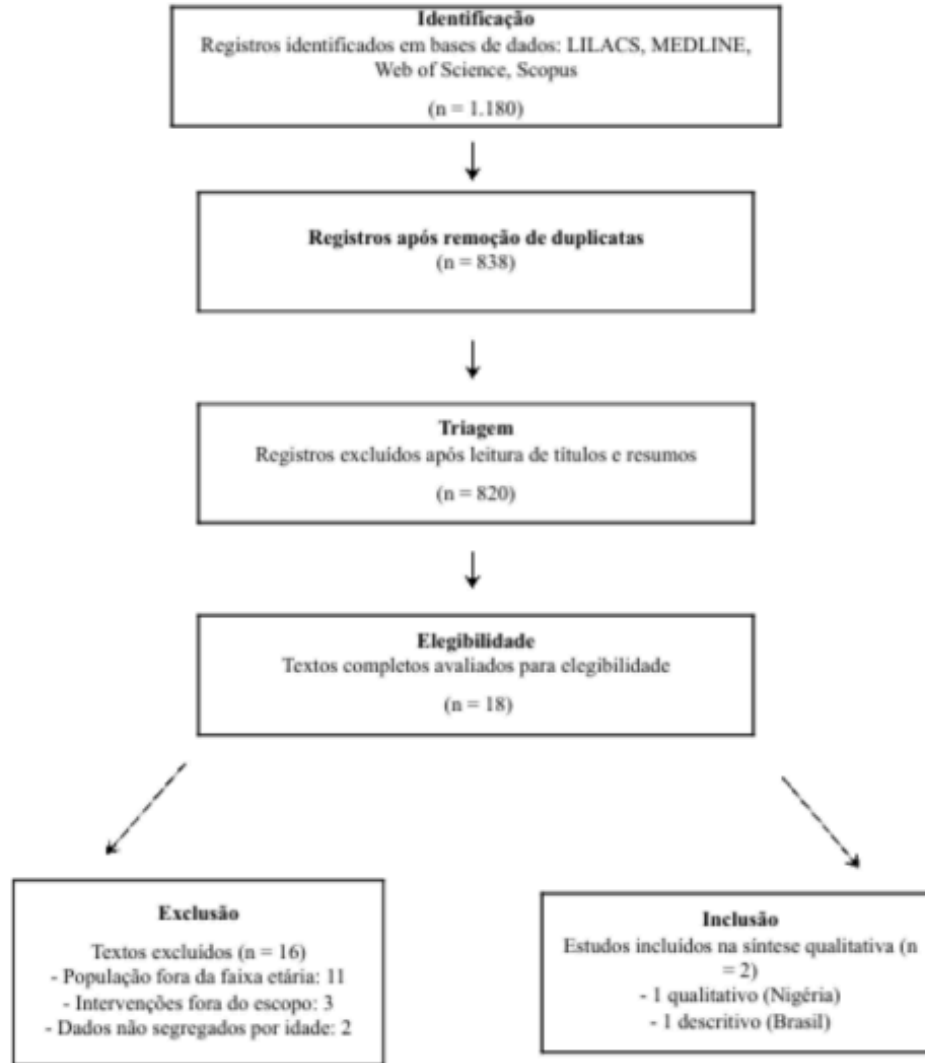 Identificação
Registros identificados em bases de dados: LILACS, MEDLINE,
Web of Science, Scopus
(n = 1.180)
Registros após remoção de duplicatas
(n = 838)
Triagem
Registros excluídos após leitura de títulos e resumos
(n = 820)
Elegibilidade
Textos completos avaliados para elegibilidade
(n = 18)
Exclusão
Textos excluídos (n = 16)
- População fora da faixa etária: 11
- Intervenções fora do escopo: 3
- Dados não segregados por idade: 2
Inclusão
Estudos incluídos na síntese qualitativa (n
= 2)
- 1 qualitativo (Nigéria)
- 1 descritivo (Brasil)